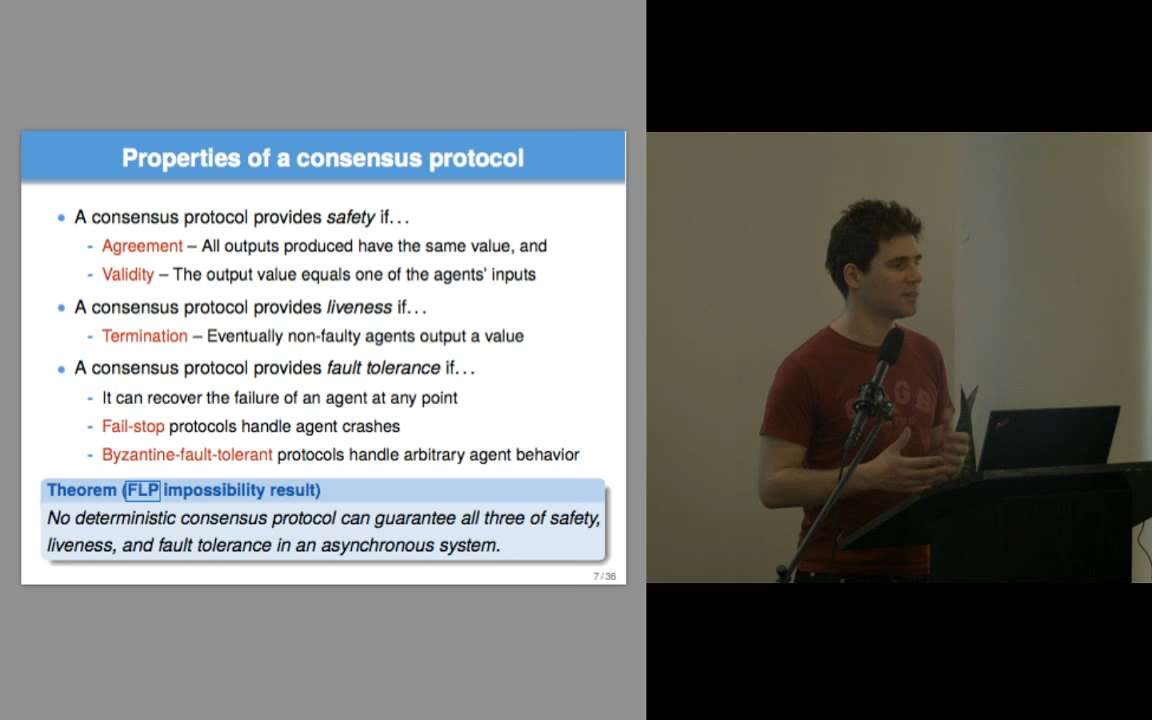 Properties of a consensus protocol
• A consensus protocol provides safety if…
- Agreement – All outputs produced have the same value, and
- Validity – The output value equals one of the agents' inputs
• A consensus protocol provides liveness if…
- Termination – Eventually non-faulty agents output a value
• A consensus protocol provides fault tolerance if…
- It can recover the failure of an agent at any point
- Fail-stop protocols handle agent crashes
- Byzantine-fault-tolerant protocols handle arbitrary agent behavior
Theorem (FLP impossibility result)
No deterministic consensus protocol can guarantee all three of safety,
liveness, and fault tolerance in an asynchronous system.
7 / 36